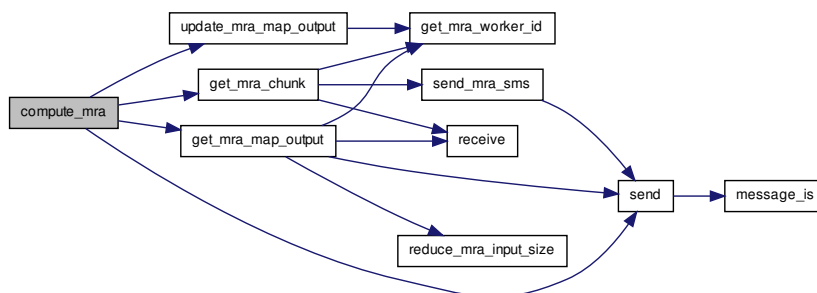 compute_mra
update_mra_map_output
get_mra_chunk
get_mra_map_output
get_mra_worker_id
send_mra_sms
receive
reduce_mra_input_size
send
message_is